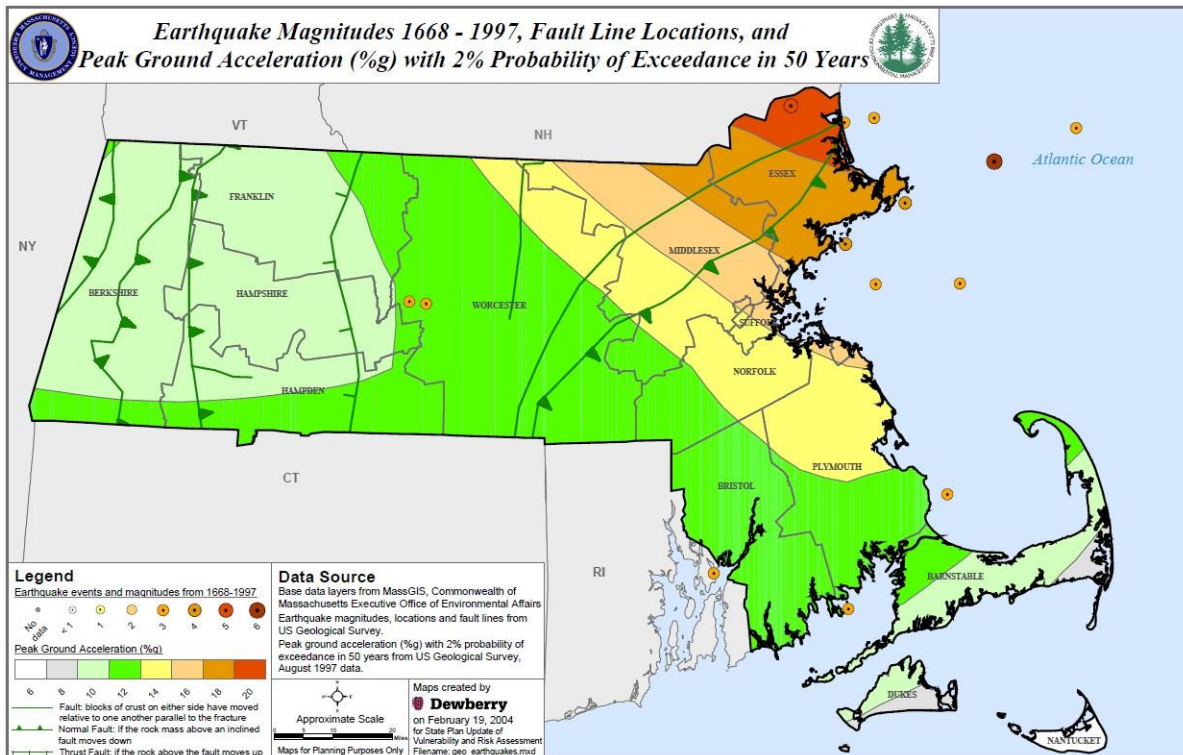 Earthquake Magnitudes 1668 - 1997, Fault Line Locations, and
Peak Ground Acceleration (%g) with 2% Probability of Exceedance in 50 Years
VT
NH
NY
FRANKLIN
ESSEX
Atlantic Ocean
MIDDLESEX
BERKSHIRE
HAMPSHIRE
WORCESTER
SUFFOLK
NORFOLK
HAMPDEN
PLYMOUTH
BRISTOL
CT
RI
BARNSTABLE
DUKES
NANTUCKET
Legend
Earthquake events and magnitudes from 1668-1997
No data
<1
1
2
3
4
5
6
Peak Ground Acceleration (%g)
6
8
10
12
14
16
18
20
Fault: blocks of crust on either side have moved
relative to one another parallel to the fracture
Normal Fault: If the rock mass above an inclined
fault moves down
Thrust Fault: if the rock above the fault moves up
Data Source
Base data layers from MassGIS, Commonwealth of
Massachusetts Executive Office of Environmental Affairs
Earthquake magnitudes, locations and fault lines from
US Geological Survey.
Peak ground acceleration (%g) with 2% probability of
exceedance in 50 years from US Geological Survey,
August 1997 data.
Approximate Scale
0
10
20
Miles
Maps for Planning Purposes Only
Maps created by
Dewberry
on February 19, 2004
for State Plan Update of
Vulnerability and Risk Assessment
Filename: geo_earthquakes.mxd